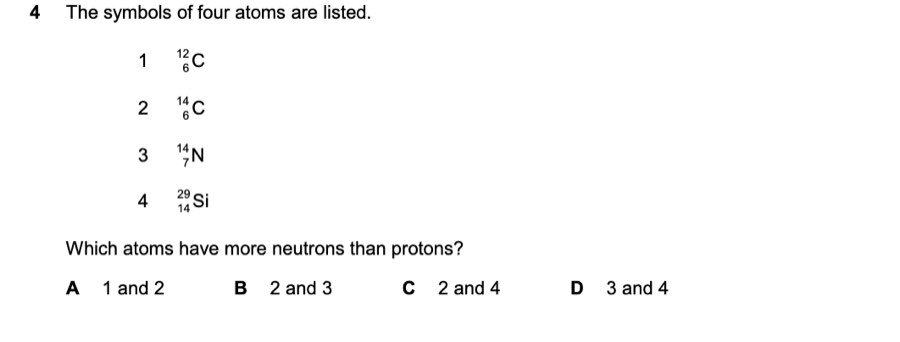 4 The symbols of four atoms are listed.
1 ¹²₆C
2 ¹⁴₆C
3 ¹⁴₇N
4 ²⁹₁₄Si
Which atoms have more neutrons than protons?
A 1 and 2 B 2 and 3 C 2 and 4 D 3 and 4